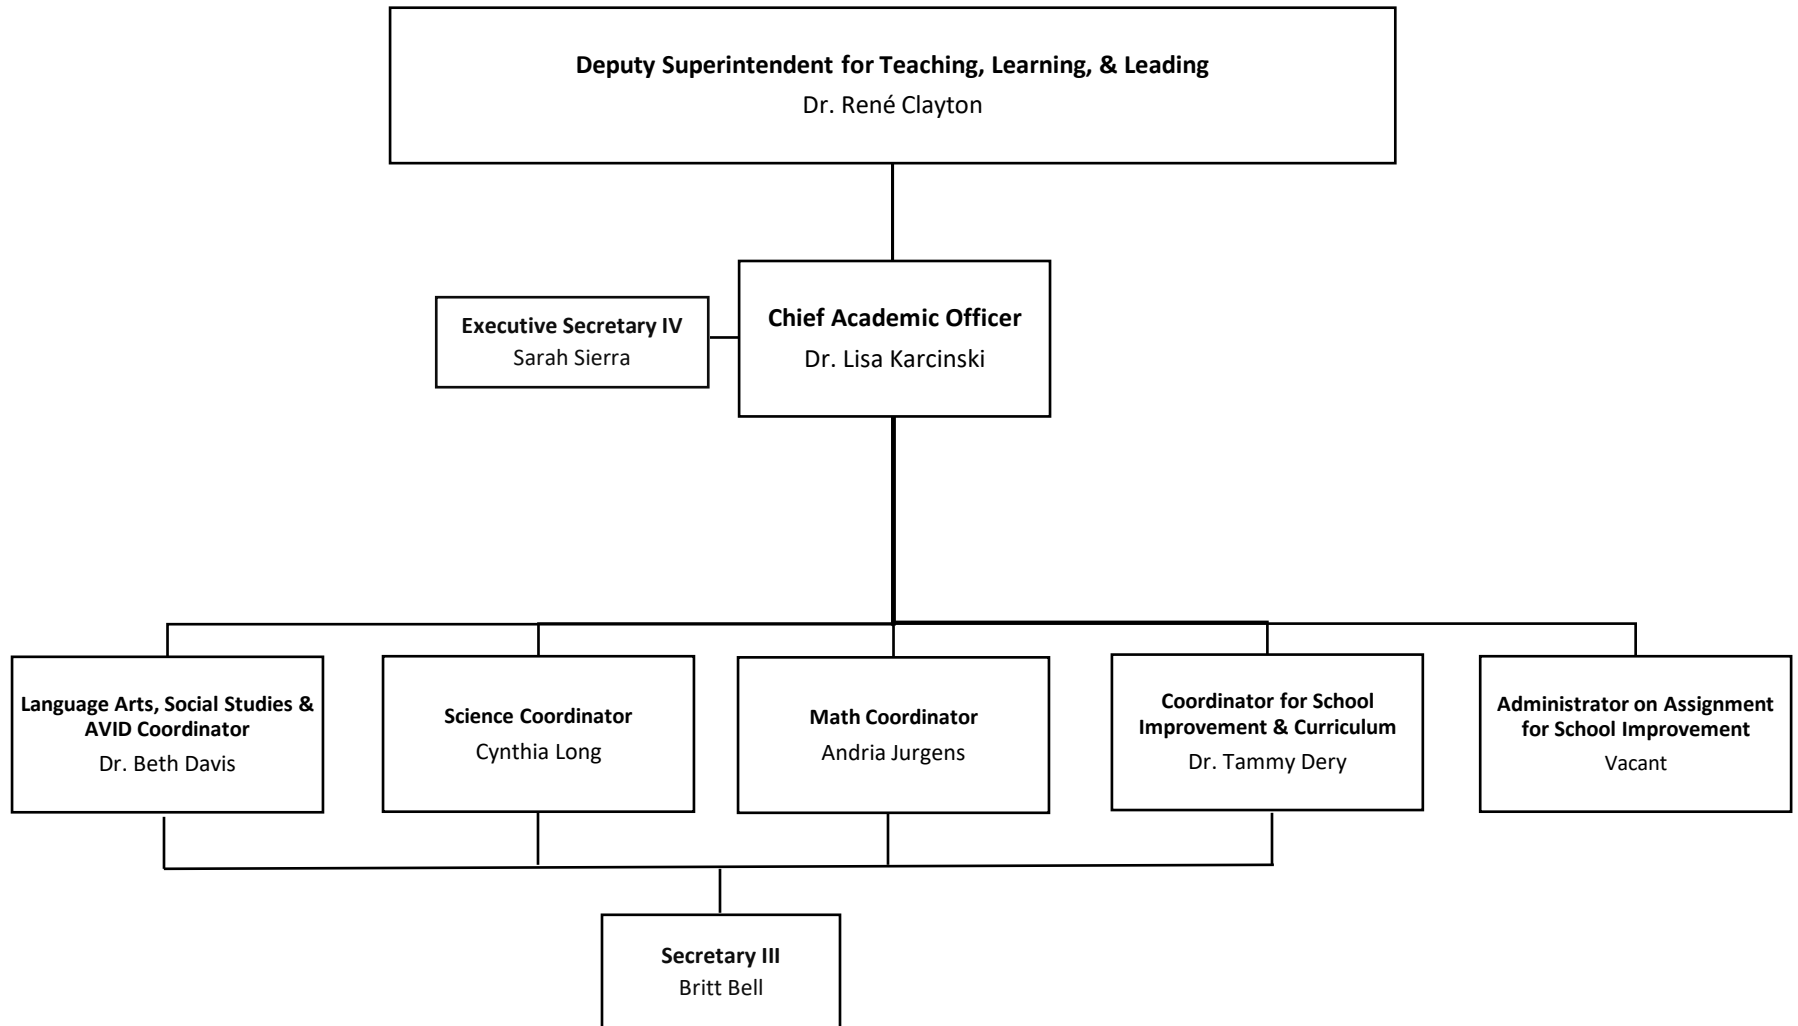 Deputy Superintendent for Teaching, Learning, & Leading
Dr. René Clayton
Executive Secretary IV
Sarah Sierra
Chief Academic Officer
Dr. Lisa Karcinski
Language Arts, Social Studies &
AVID Coordinator
Dr. Beth Davis
Science Coordinator
Cynthia Long
Math Coordinator
Andria Jurgens
Coordinator for School
Improvement & Curriculum
Dr. Tammy Dery
Administrator on Assignment
for School Improvement
Vacant
Secretary III
Britt Bell